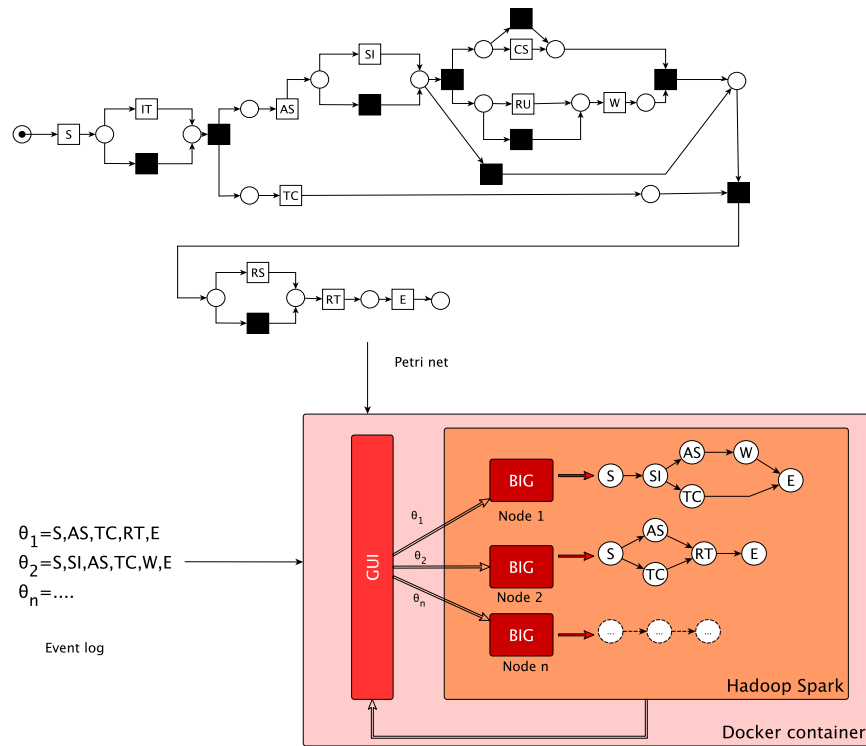 SI
CS
IT
AS
RU
W
S
TC
RS
RT
E
Petri net
θ1=S,AS,TC,RT,E
θ2=S,SI,AS,TC,W,E
θn=....
Event log
GUI
θ1
θ2
θn
BIG
Node 1
S
SI
AS
W
TC
E
BIG
Node 2
S
AS
TC
RT
E
BIG
Node n
...
...
...
Hadoop Spark
Docker container